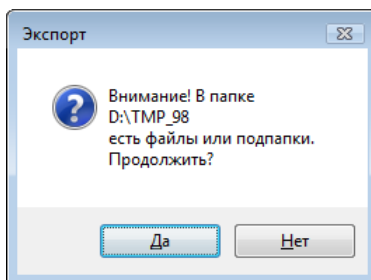 Экспорт
Внимание! В папке
D:\TMP_98
есть файлы или подпапки.
Продолжить?
Да
Нет